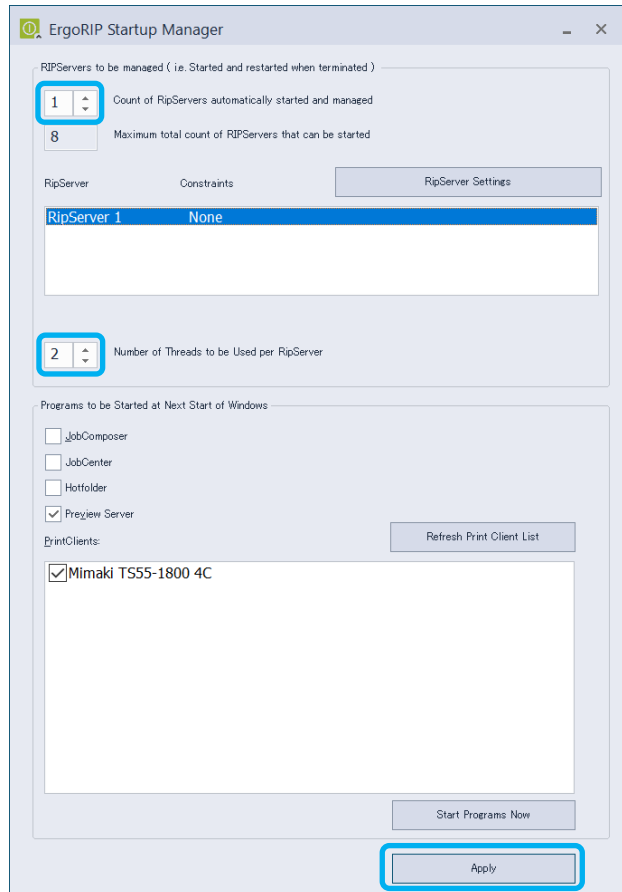 ErgoRIP Startup Manager
RIPServers to be managed ( i.e. Started and restarted when terminated )
1 Count of RipServers automatically started and managed
8 Maximum total count of RIPServers that can be started
RipServer Constraints RipServer Settings
RipServer 1 None
2 Number of Threads to be Used per RipServer
Programs to be Started at Next Start of Windows
JobComposer
JobCenter
Hotfolder
Preview Server
PrintClients: Refresh Print Client List
Mimaki TS55-1800 4C
Start Programs Now
Apply